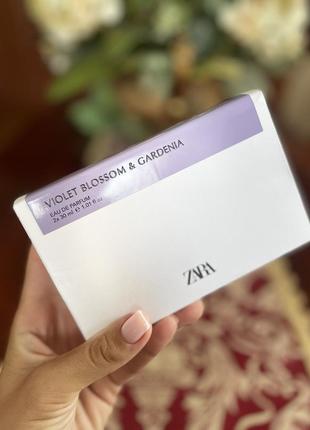 VIOLET BLOSSOM & GARDENIA
EAU DE PARFUM
2x 30 ml e 1.01 fl oz
ZARA